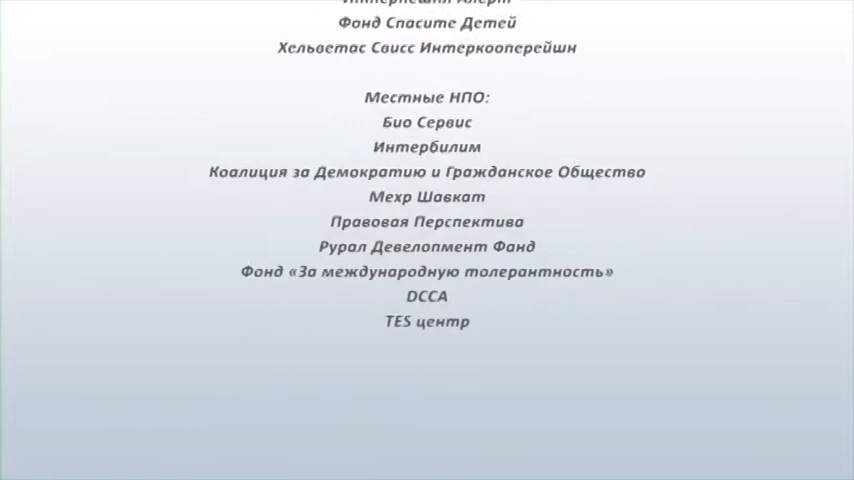 Фонд Спасите Детей
Хельветас Свисс Интеркооперейшн
Местные НПО:
Био Сервис
Интербилим
Коалиция за Демократию и Гражданское Общество
Мехр Шавкат
Правовая Перспектива
Рурал Девелопмент Фанд
Фонд «За международную толерантность»
DCCA
TES центр